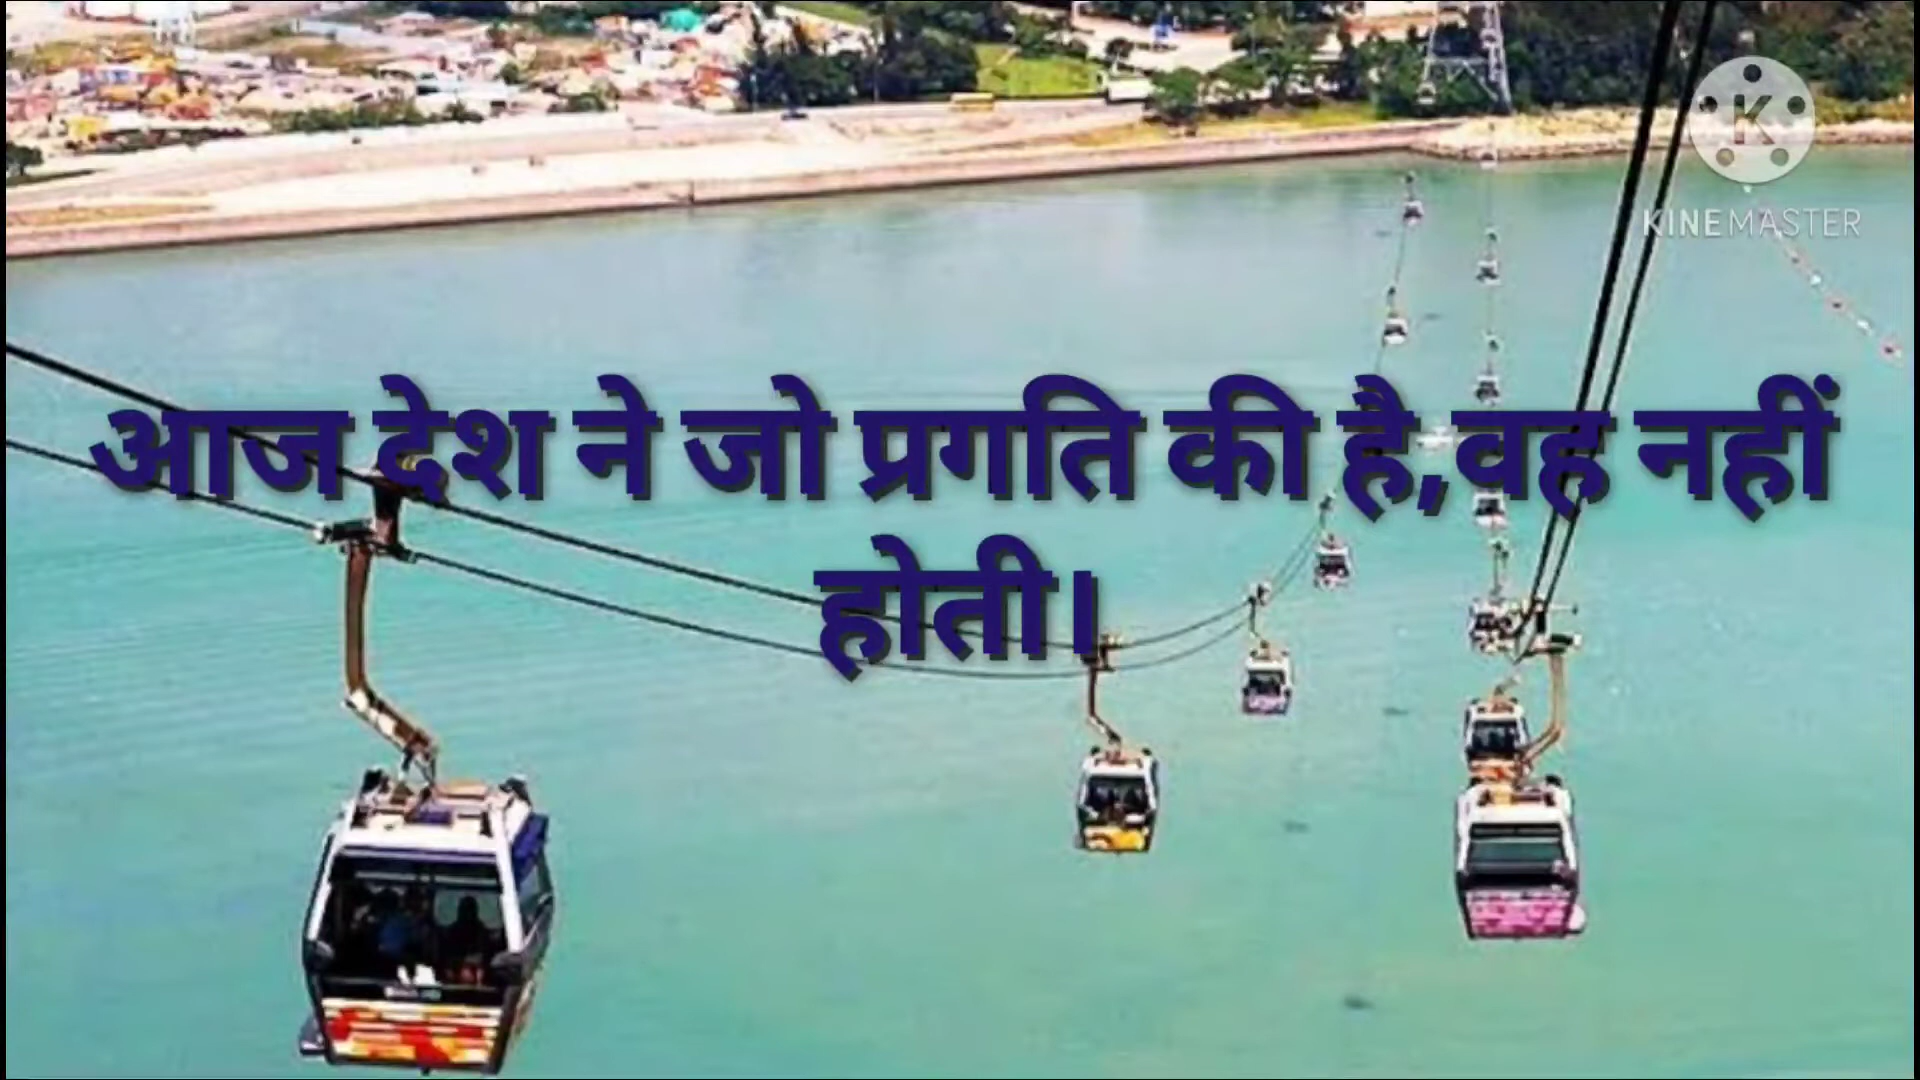 K
KINEMASTER
आज देश ने जो प्रगति की है,वह नहीं
होती।